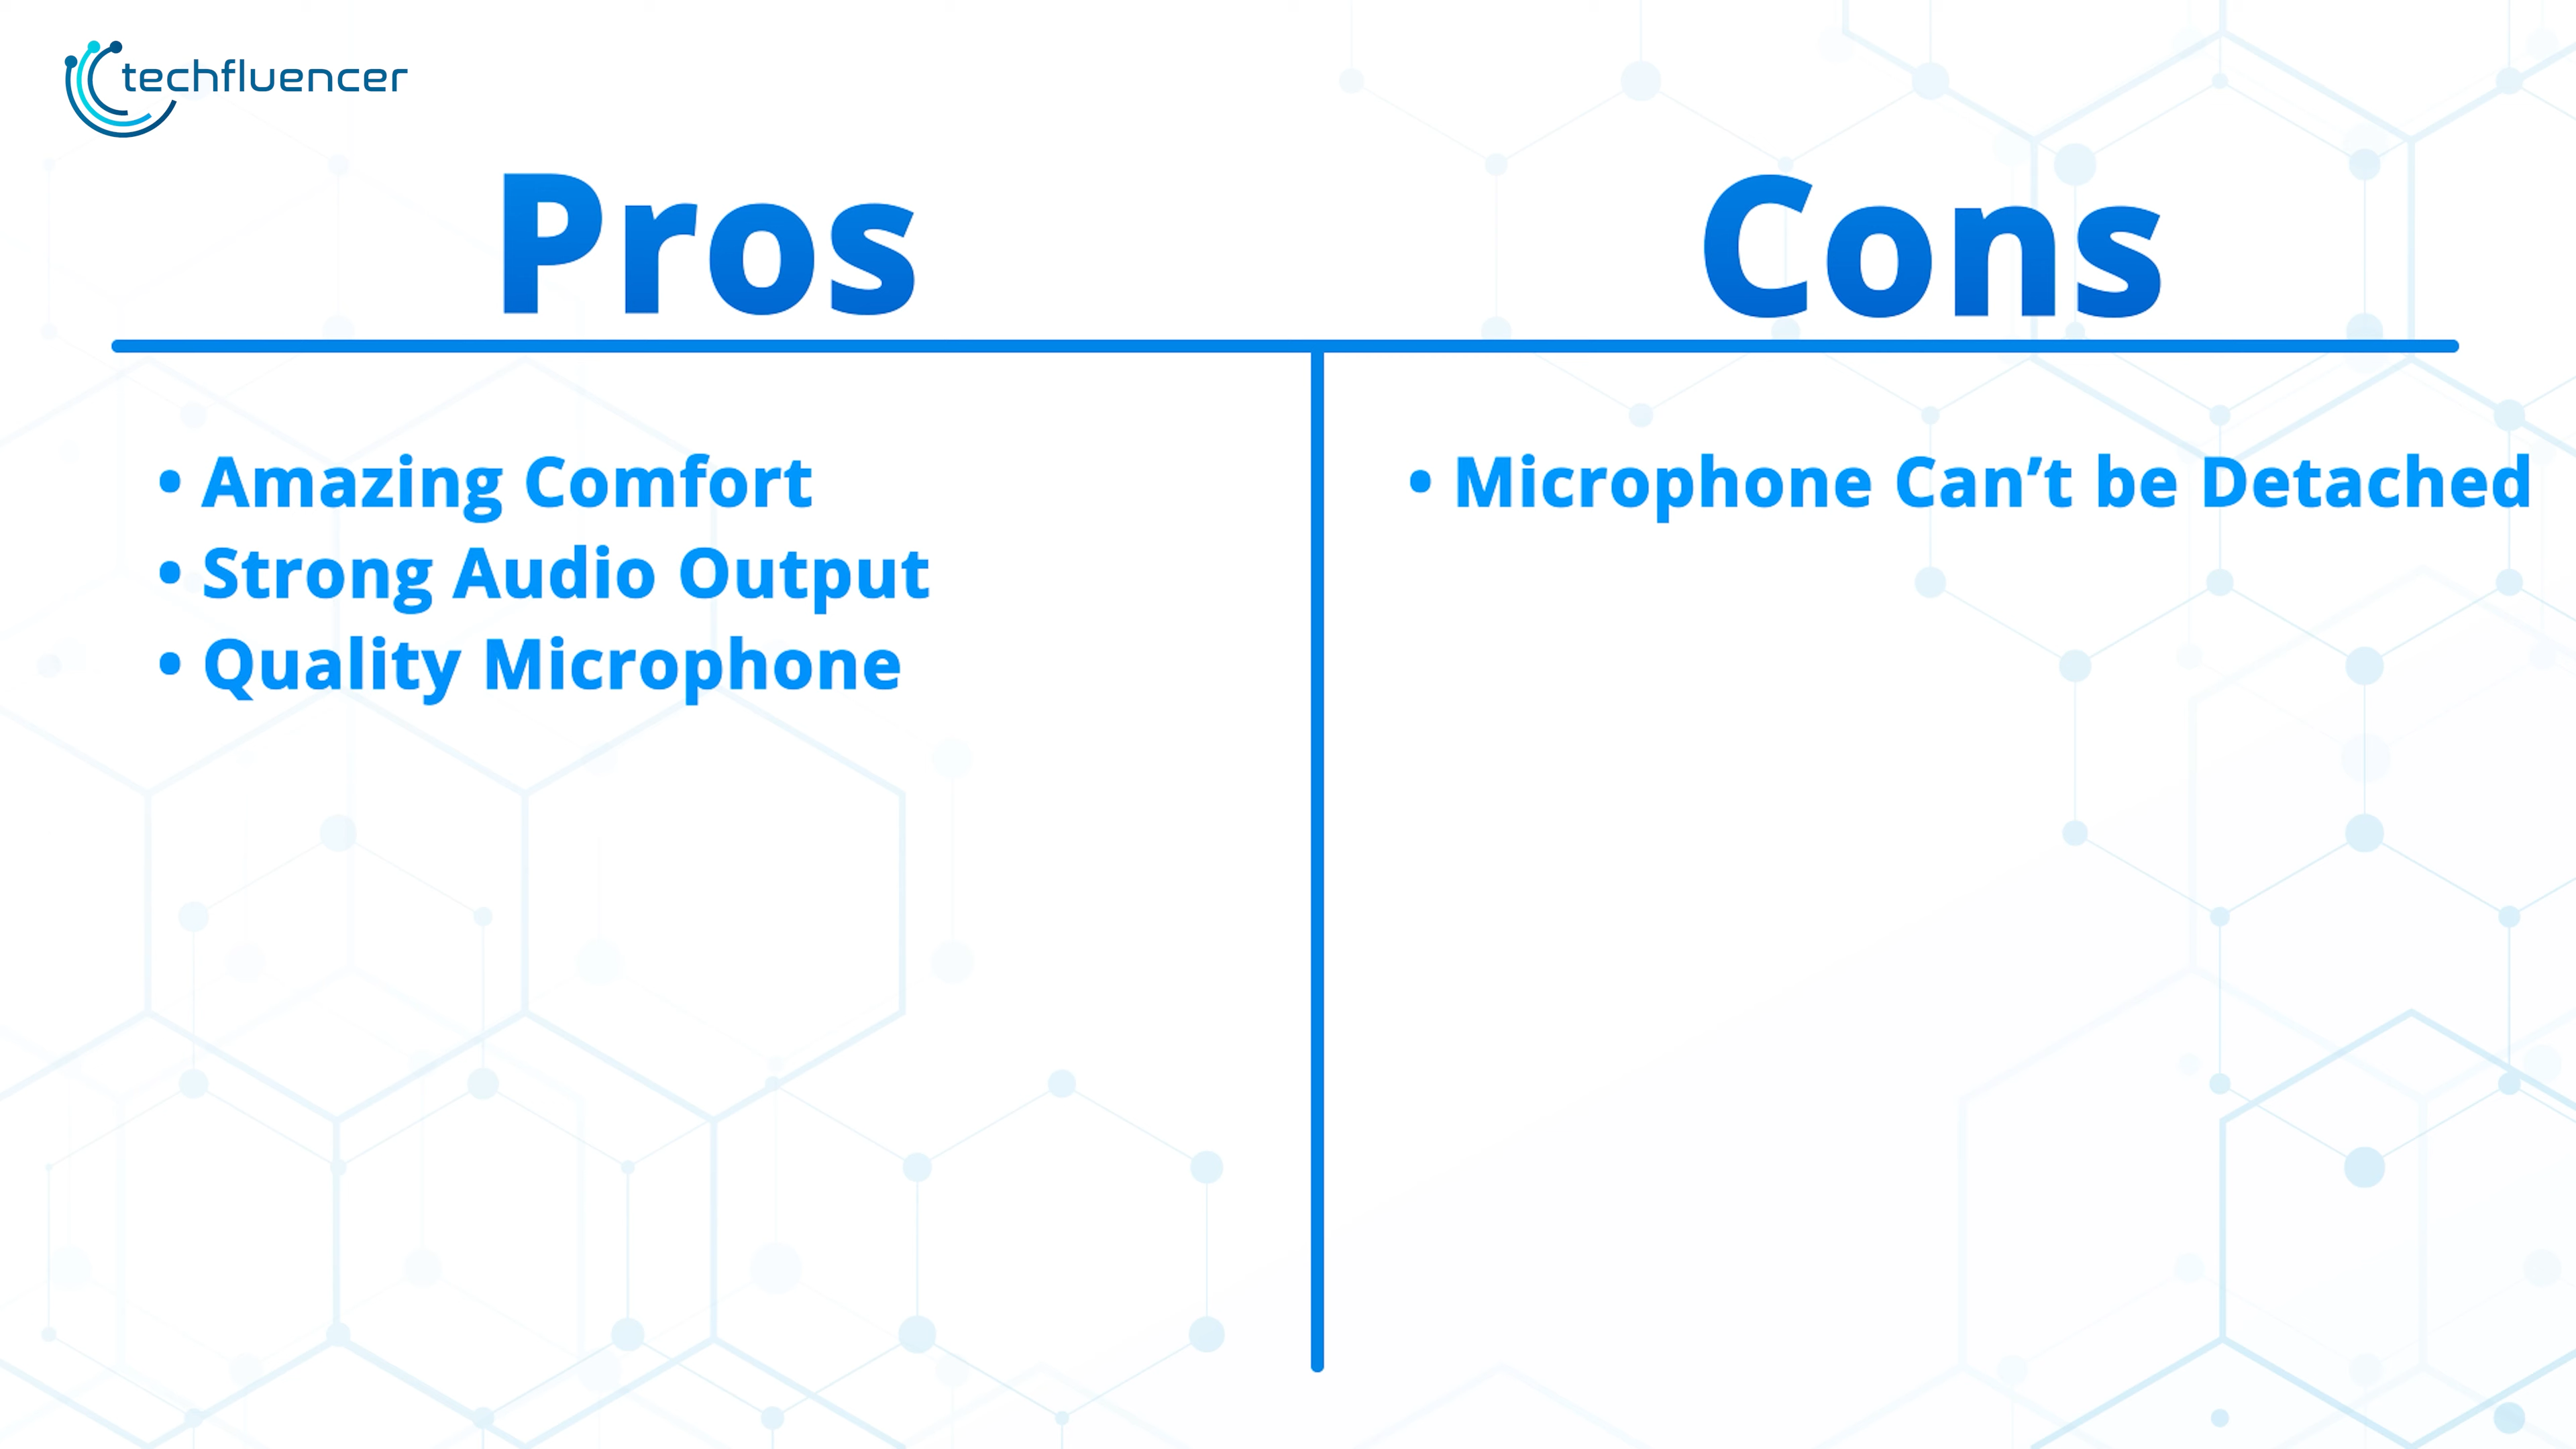 techfluencer
Pros
Cons
• Amazing Comfort
• Strong Audio Output
• Quality Microphone
• Microphone Can’t be Detached